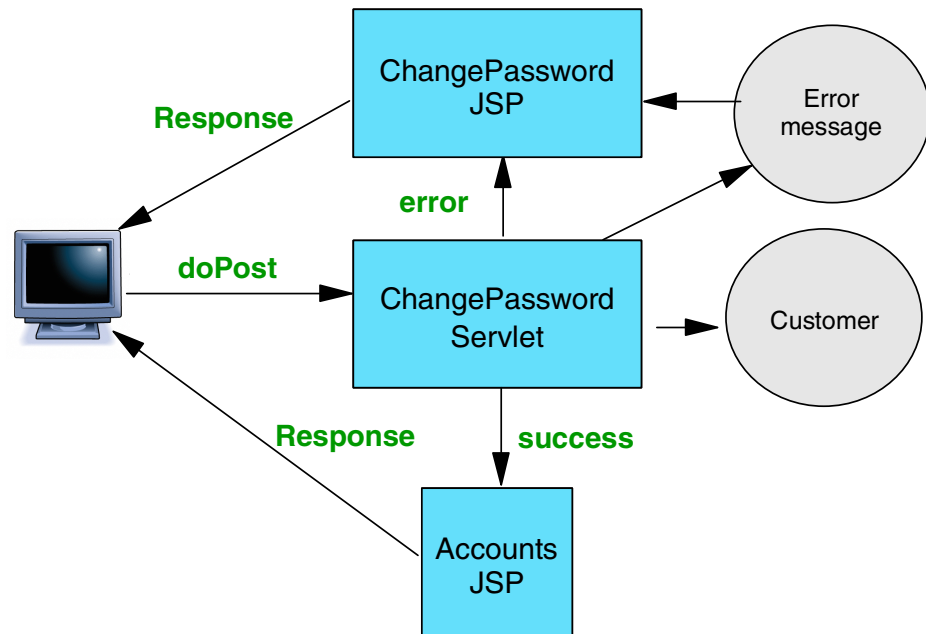 ChangePassword
JSP
Error
message
Response
error
doPost
ChangePassword
Servlet
Customer
Response
success
Accounts
JSP